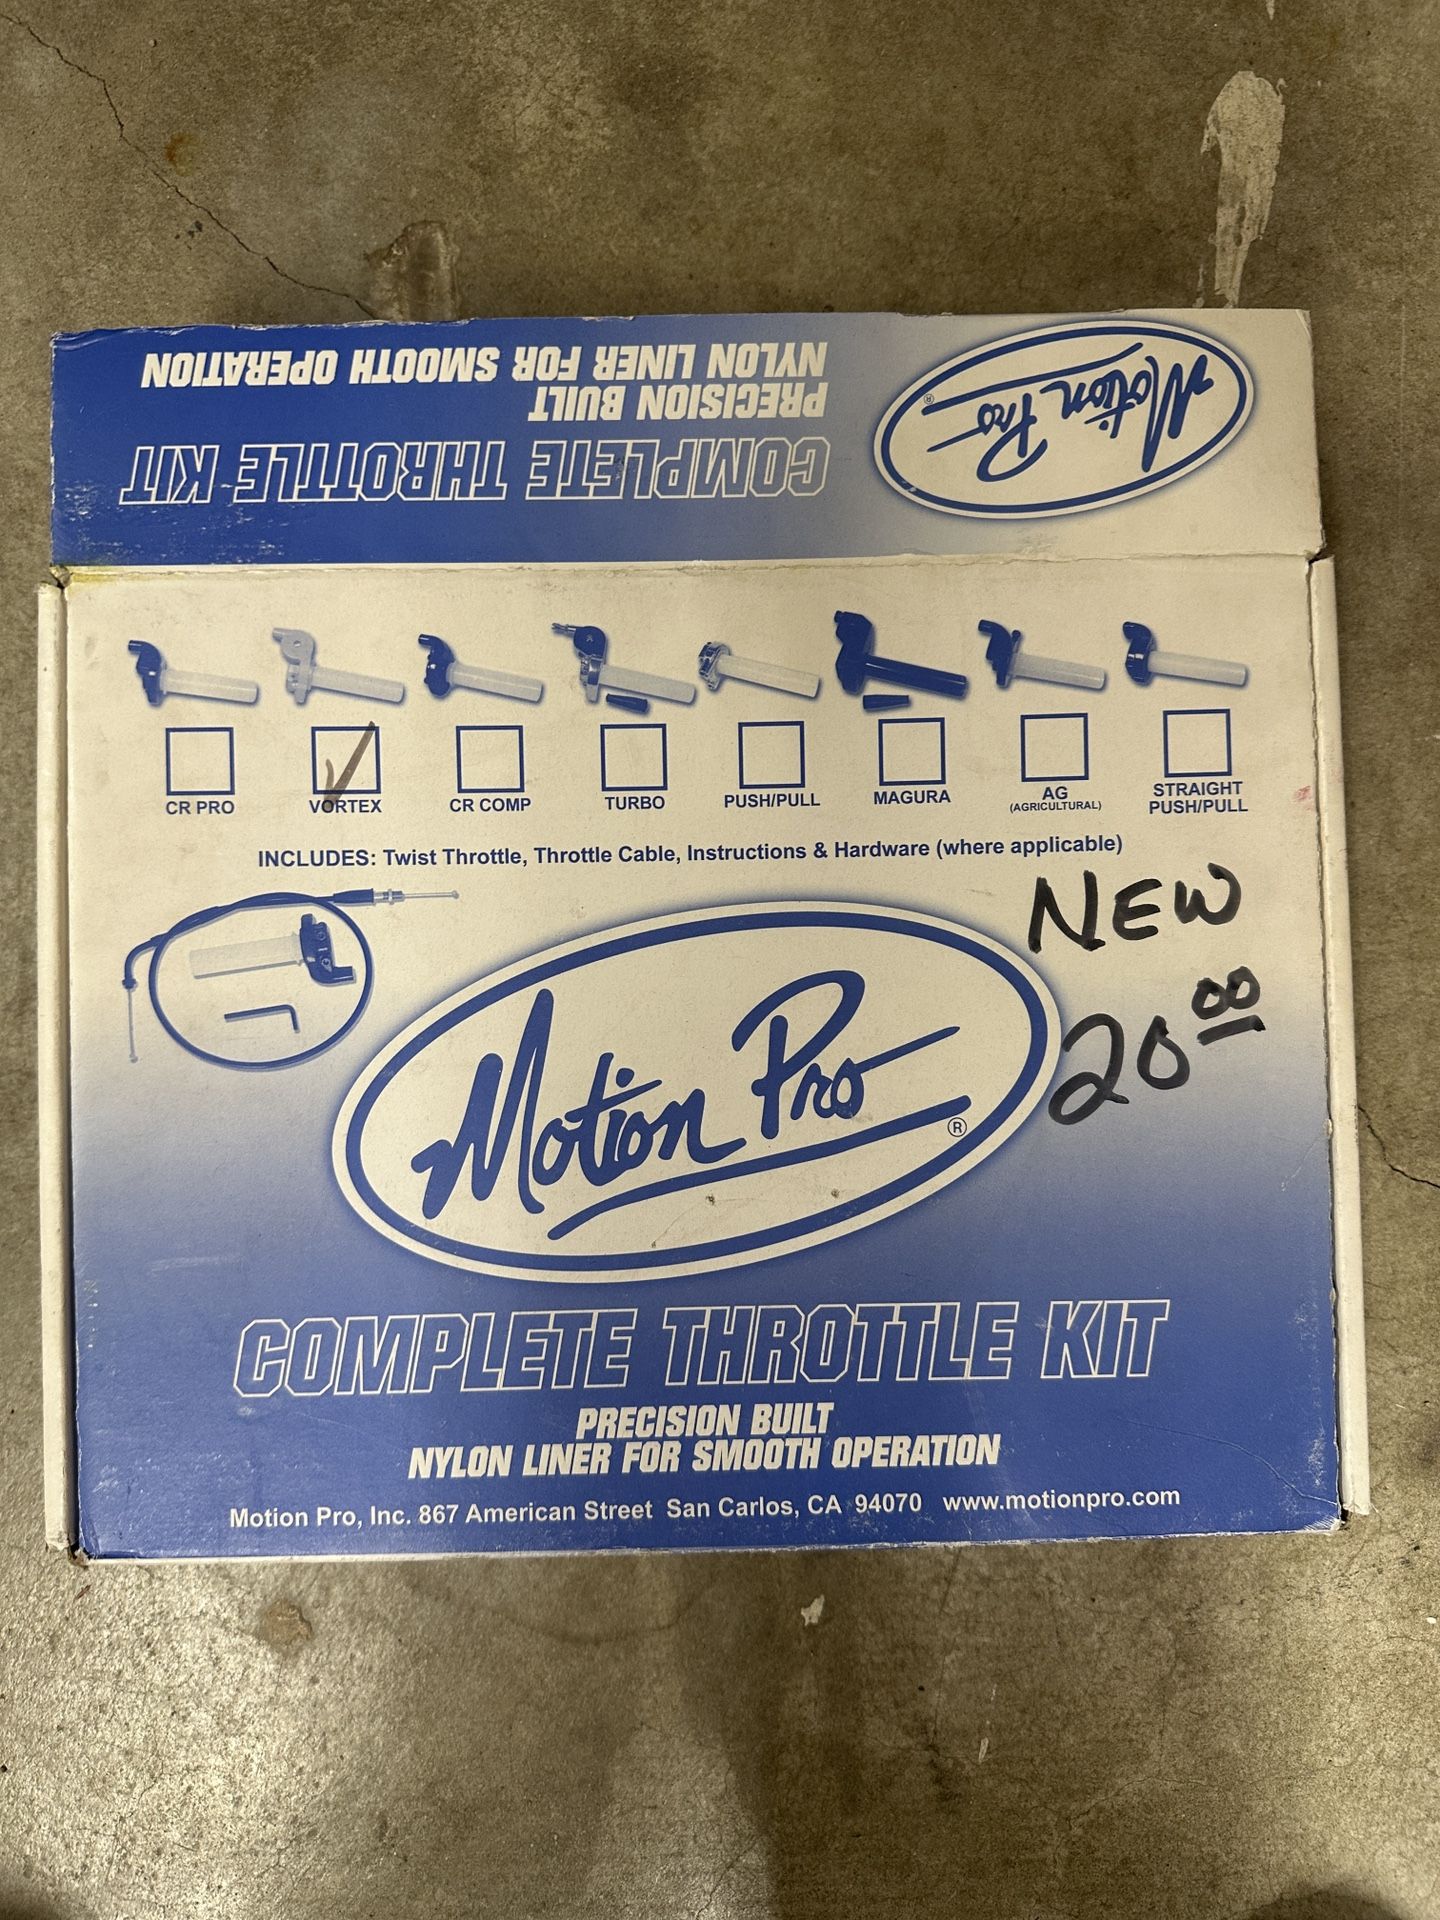 Motion Pro ®
COMPLETE THROTTLE KIT
PRECISION BUILT
NYLON LINER FOR SMOOTH OPERATION
CR PRO
VORTEX
CR COMP
TURBO
PUSH/PULL
MAGURA
AG
(AGRICULTURAL)
STRAIGHT
PUSH/PULL
INCLUDES: Twist Throttle, Throttle Cable, Instructions & Hardware (where applicable)
NEW
20.00
Motion Pro ®
COMPLETE THROTTLE KIT
PRECISION BUILT
NYLON LINER FOR SMOOTH OPERATION
Motion Pro, Inc. 867 American Street San Carlos, CA 94070 www.motionpro.com